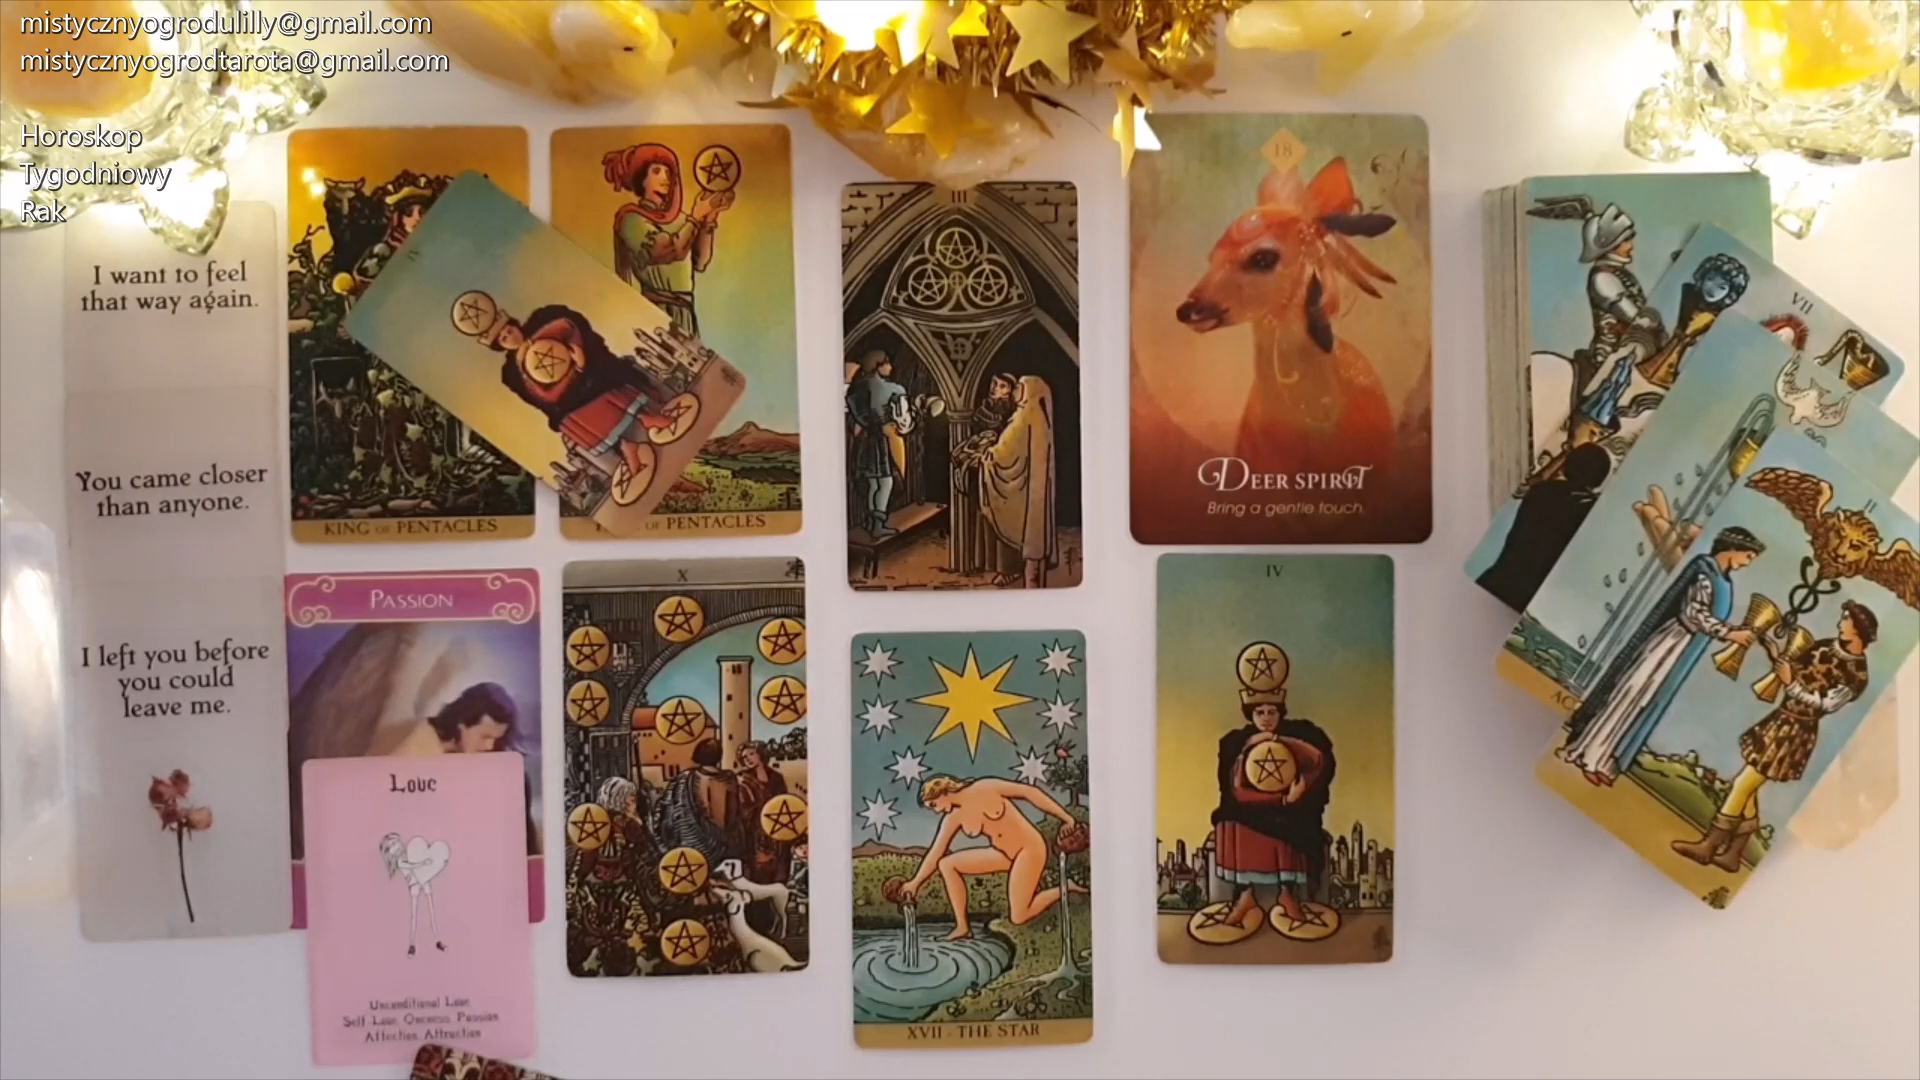 mistycznyogrodulilly@gmail.com
mistycznyogrodtarota@gmail.com
Horoskop
Tygodniowy
Rak
I want to feel
that way again.
You came closer
than anyone.
I left you before
you could
leave me.
KING OF PENTACLES
OF PENTACLES
III
18
DEER SPIRIT
Bring a gentle touch.
VII
II
AC
PASSION
Love
Unconditional Love
Self-Love Oneness Passion
Affection Attraction
X
XVII - THE STAR
IV